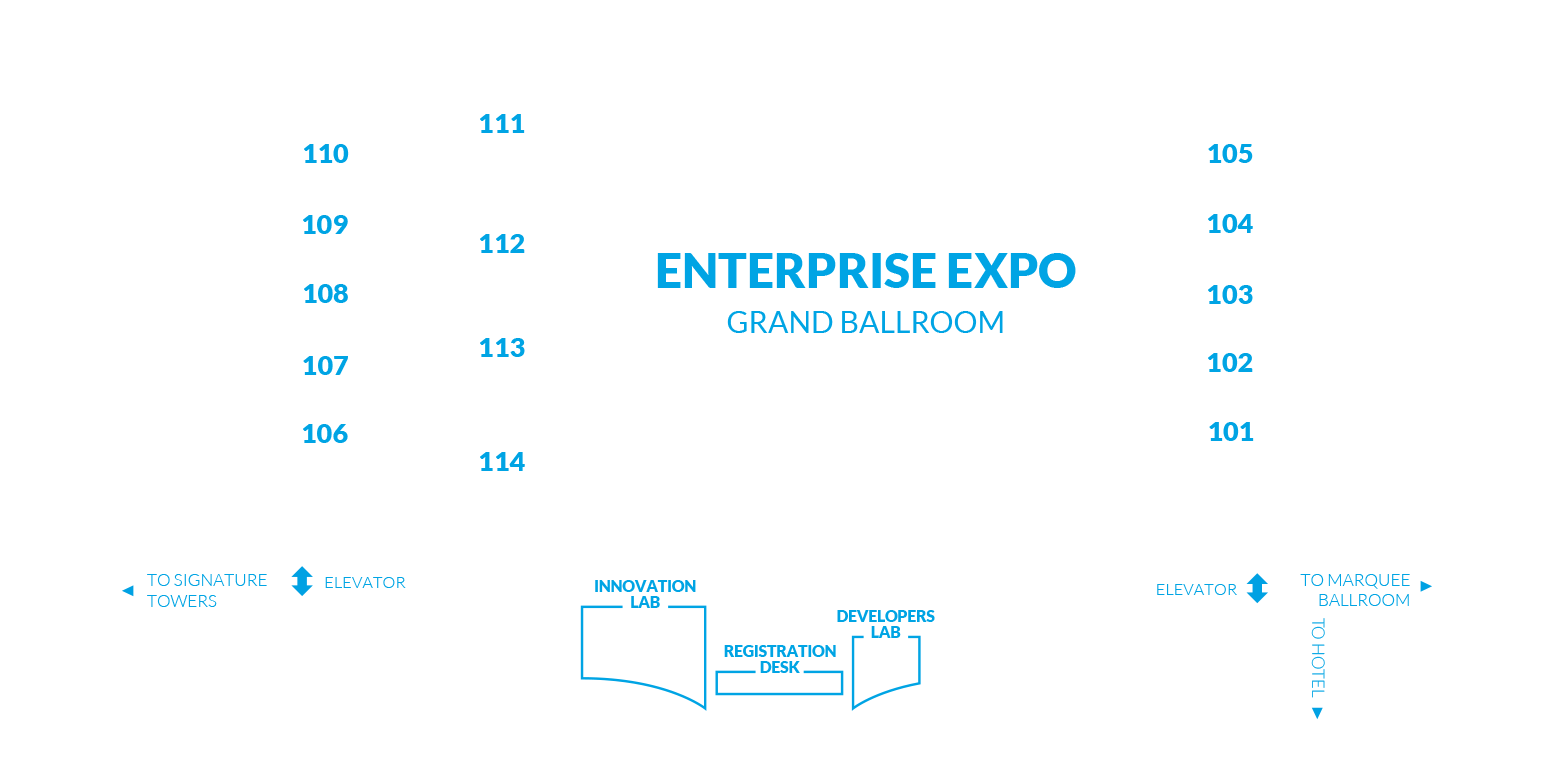 111
110
105
109
104
112
ENTERPRISE EXPO
108
103
GRAND BALLROOM
113
107
102
106
101
114
TO SIGNATURE
TOWERS
ELEVATOR
INNOVATION
LAB
REGISTRATION
DESK
DEVELOPERS
LAB
ELEVATOR
TO MARQUEE
BALLROOM
TO HOTEL